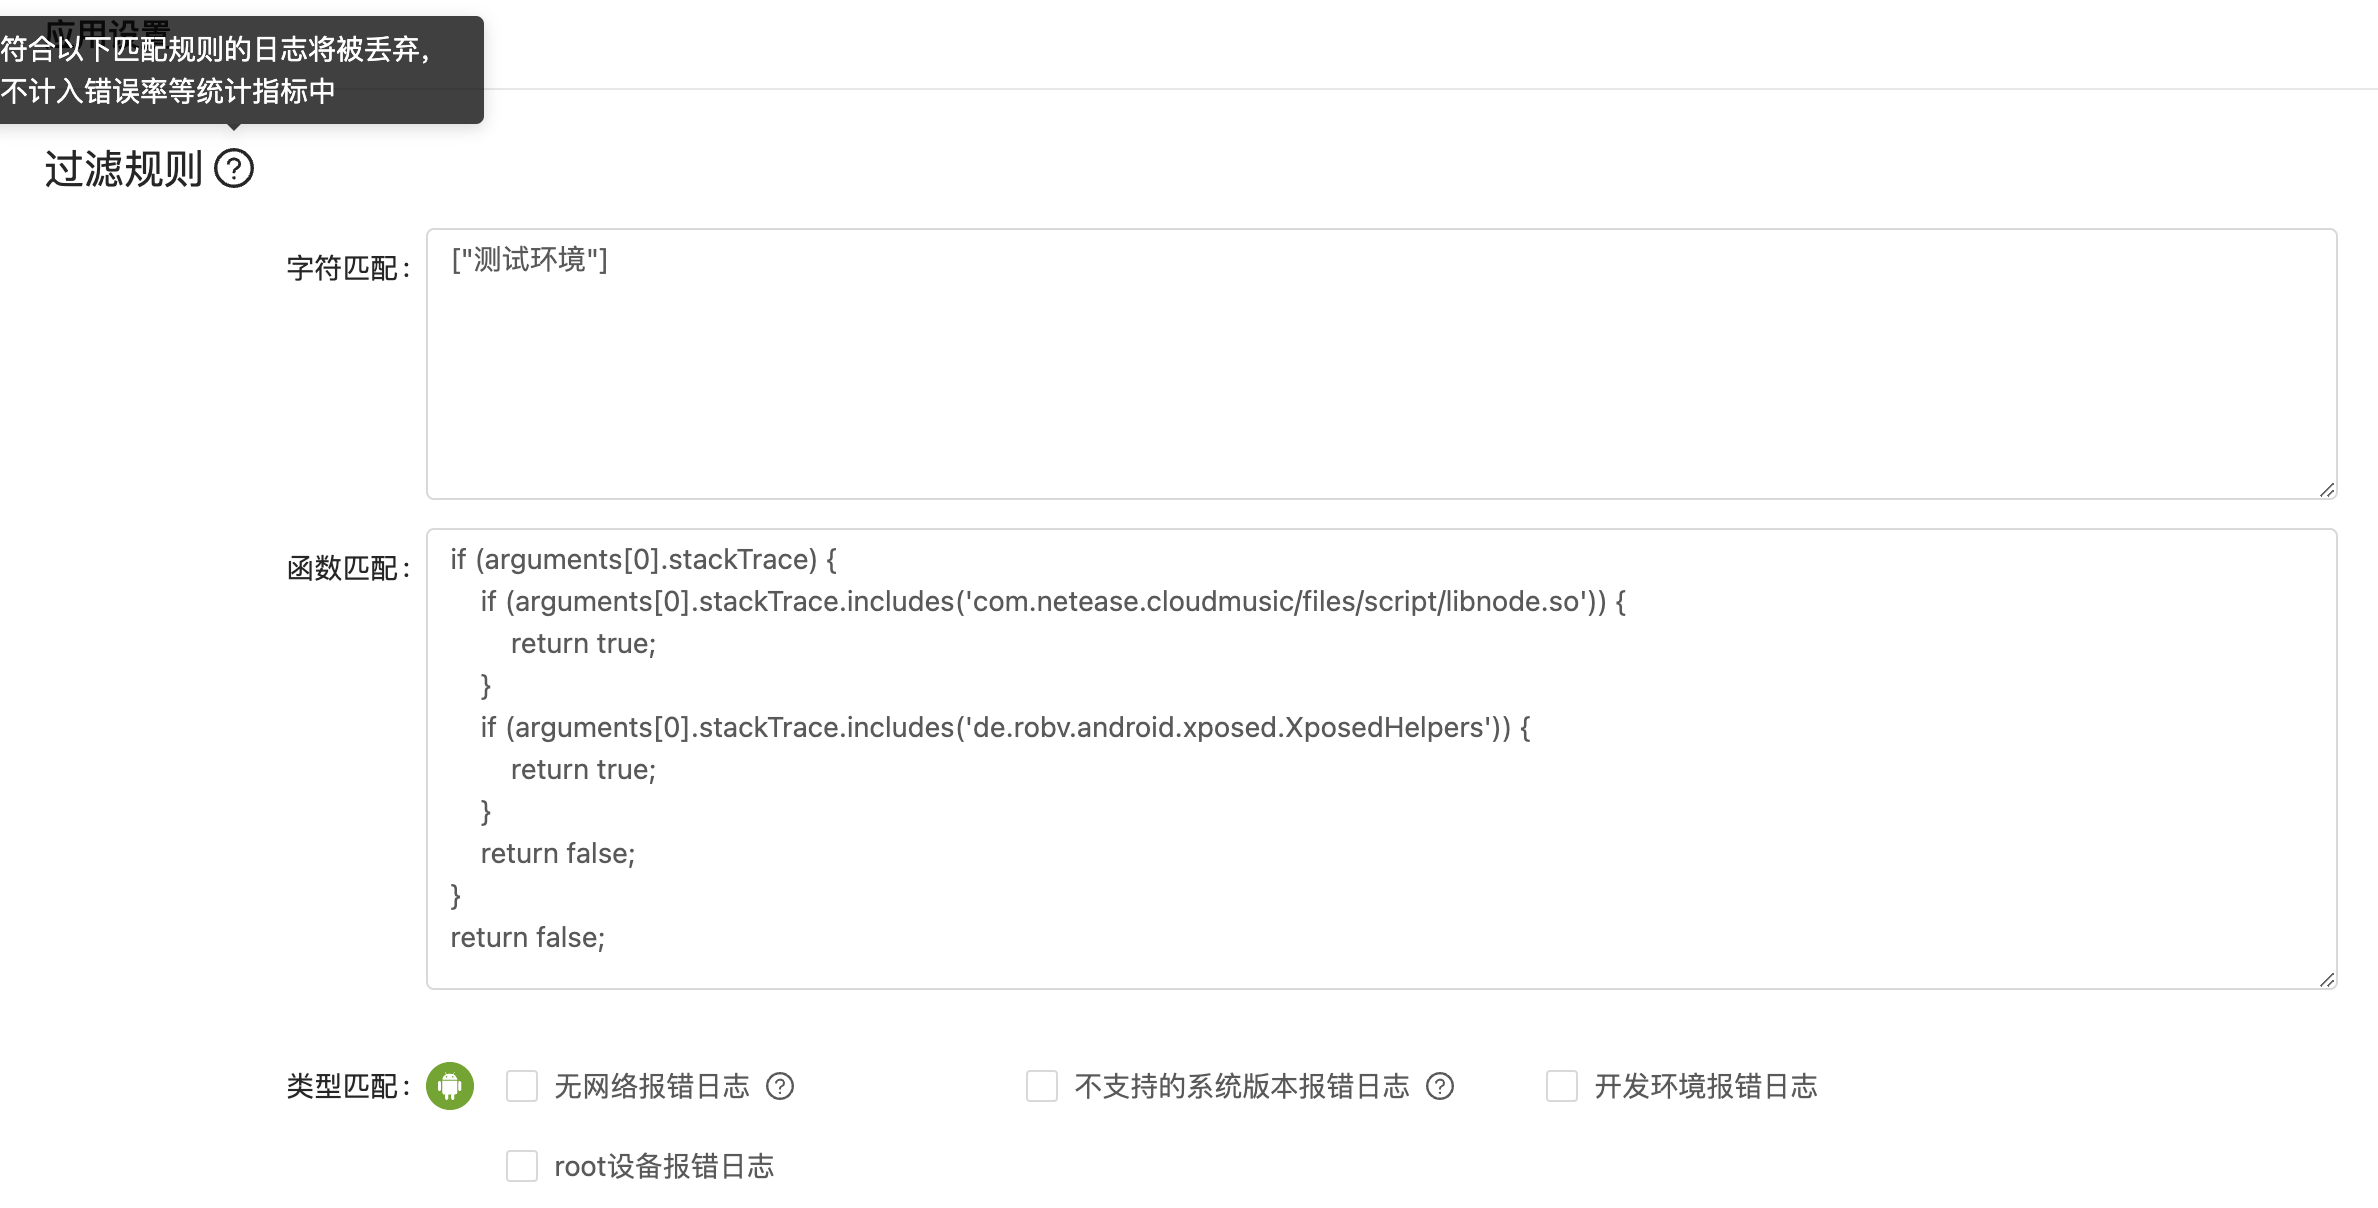 应用设置
符合以下匹配规则的日志将被丢弃,
不计入错误率等统计指标中
过滤规则
字符匹配:
["测试环境"]
函数匹配:
if (arguments[0].stackTrace) {
if (arguments[0].stackTrace.includes('com.netease.cloudmusic/files/script/libnode.so')) {
return true;
}
if (arguments[0].stackTrace.includes('de.robv.android.xposed.XposedHelpers')) {
return true;
}
return false;
}
return false;
类型匹配:
无网络报错日志 不支持的系统版本报错日志 开发环境报错日志
root设备报错日志